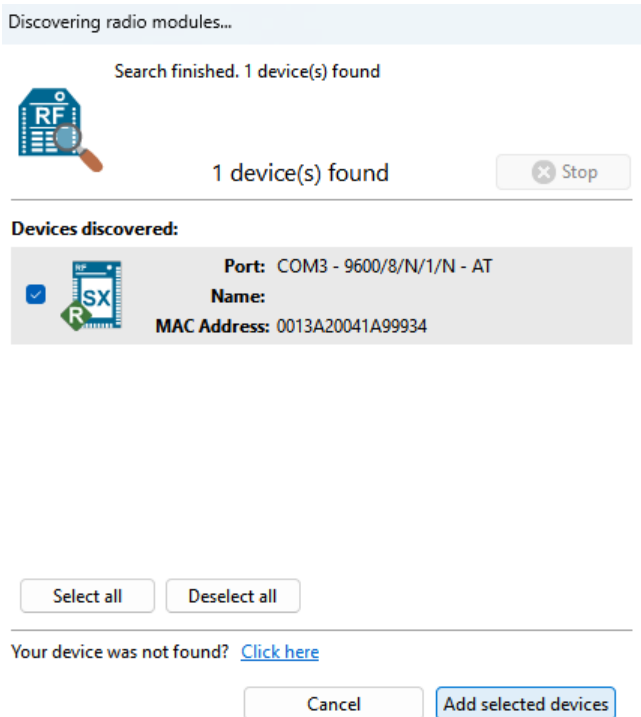 Discovering radio modules...
Search finished. 1 device(s) found
RF
1 device(s) found
Stop
Devices discovered:
RF
SX
R
Port: COM3 - 9600/8/N/1/N - AT
Name:
MAC Address: 0013A20041A99934
Select all Deselect all
Your device was not found? Click here
Cancel Add selected devices